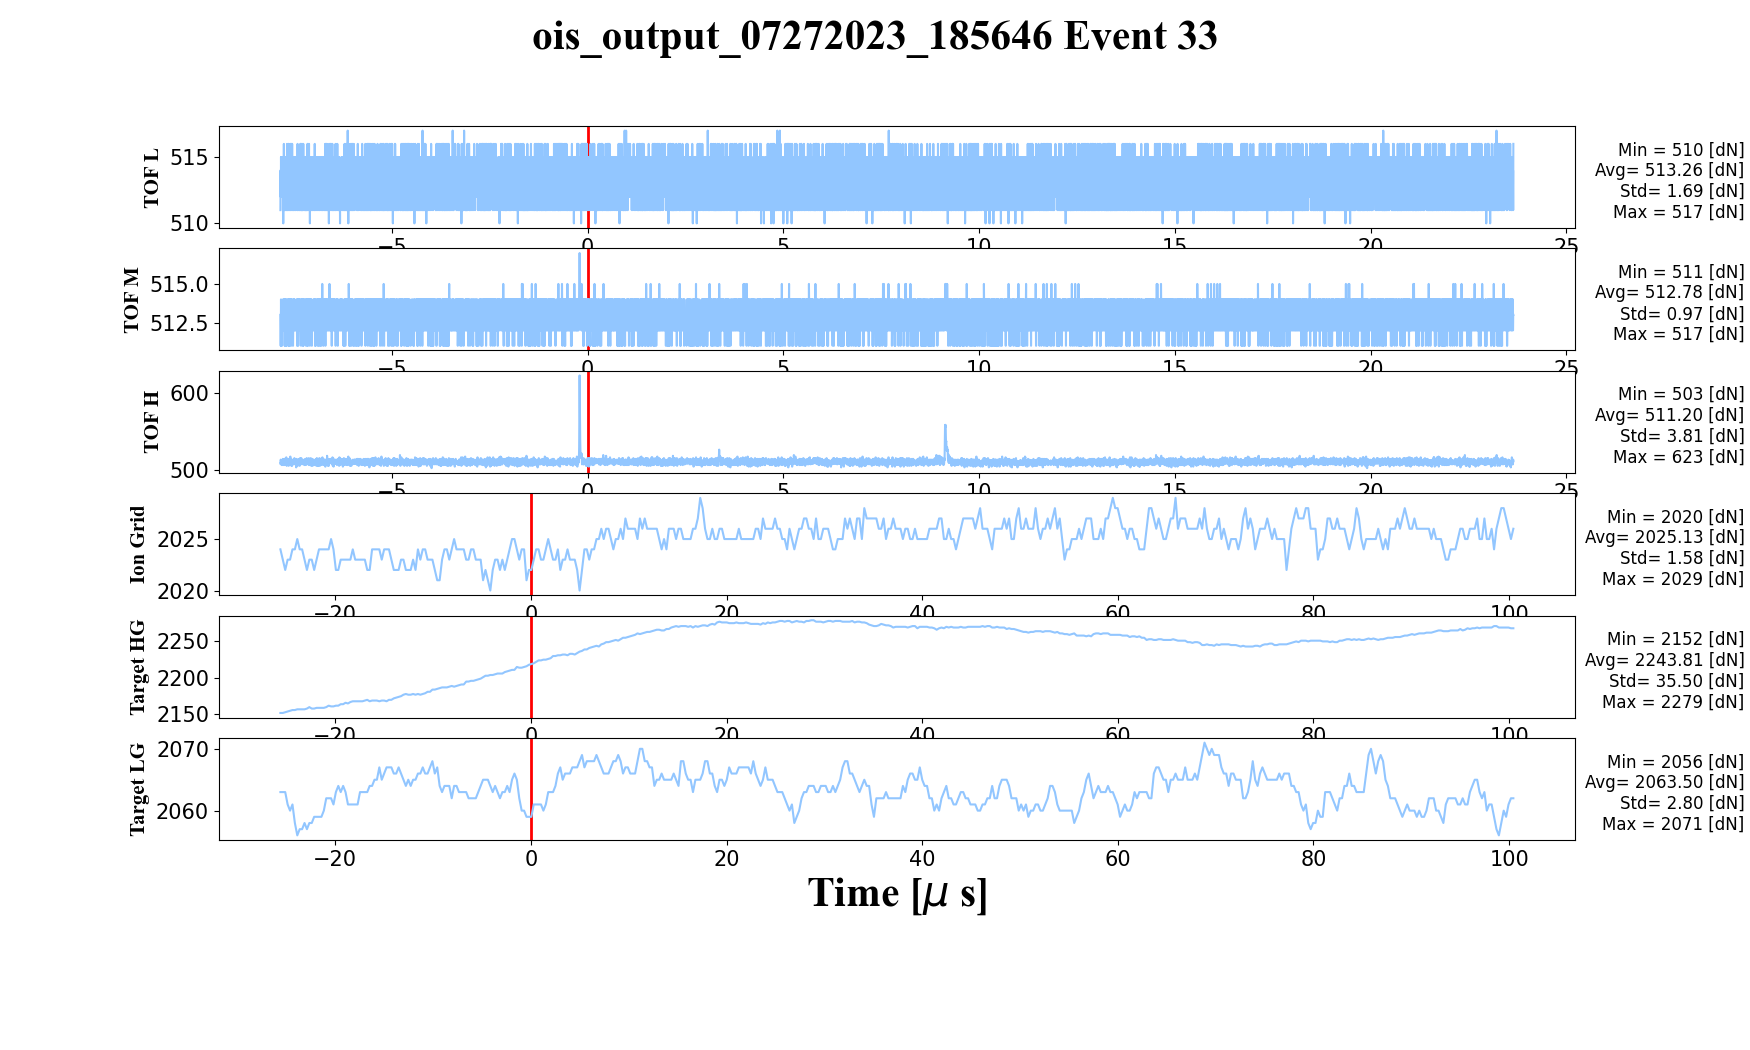 ois_output_07272023_185646 Event 33
TOF L
515
510
−5 0 5 10 15 20 25
Min = 510 [dN]
Avg= 513.26 [dN]
Std= 1.69 [dN]
Max = 517 [dN]
TOF M
515.0
512.5
−5 0 5 10 15 20 25
Min = 511 [dN]
Avg= 512.78 [dN]
Std= 0.97 [dN]
Max = 517 [dN]
TOF H
600
500
−5 0 5 10 15 20 25
Min = 503 [dN]
Avg= 511.20 [dN]
Std= 3.81 [dN]
Max = 623 [dN]
Ion Grid
2025
2020
−20 0 20 40 60 80 100
Min = 2020 [dN]
Avg= 2025.13 [dN]
Std= 1.58 [dN]
Max = 2029 [dN]
Target HG
2250
2200
2150
−20 0 20 40 60 80 100
Min = 2152 [dN]
Avg= 2243.81 [dN]
Std= 35.50 [dN]
Max = 2279 [dN]
Target LG
2070
2060
−20 0 20 40 60 80 100
Min = 2056 [dN]
Avg= 2063.50 [dN]
Std= 2.80 [dN]
Max = 2071 [dN]
Time [μ s]